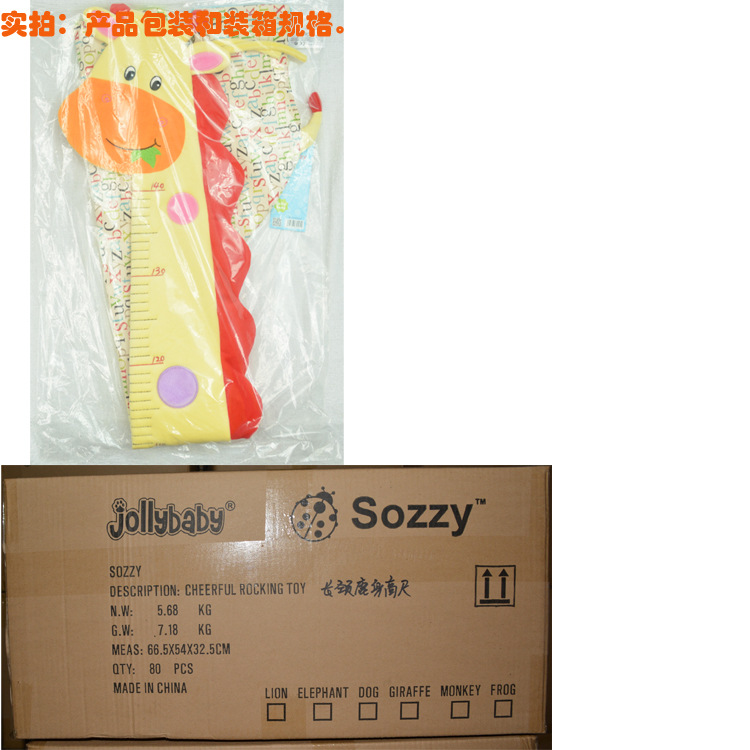 实拍：产品包装和装箱规格。
140
130
120
jollybaby®
Sozzy™
SOZZY
DESCRIPTION: CHEERFUL ROCKING TOY 长颈鹿身高尺
N.W: 5.68 KG
G.W: 7.18 KG
MEAS: 66.5X54X32.5CM
QTY: 80 PCS
MADE IN CHINA
LION ELEPHANT DOG GIRAFFE MONKEY FROG